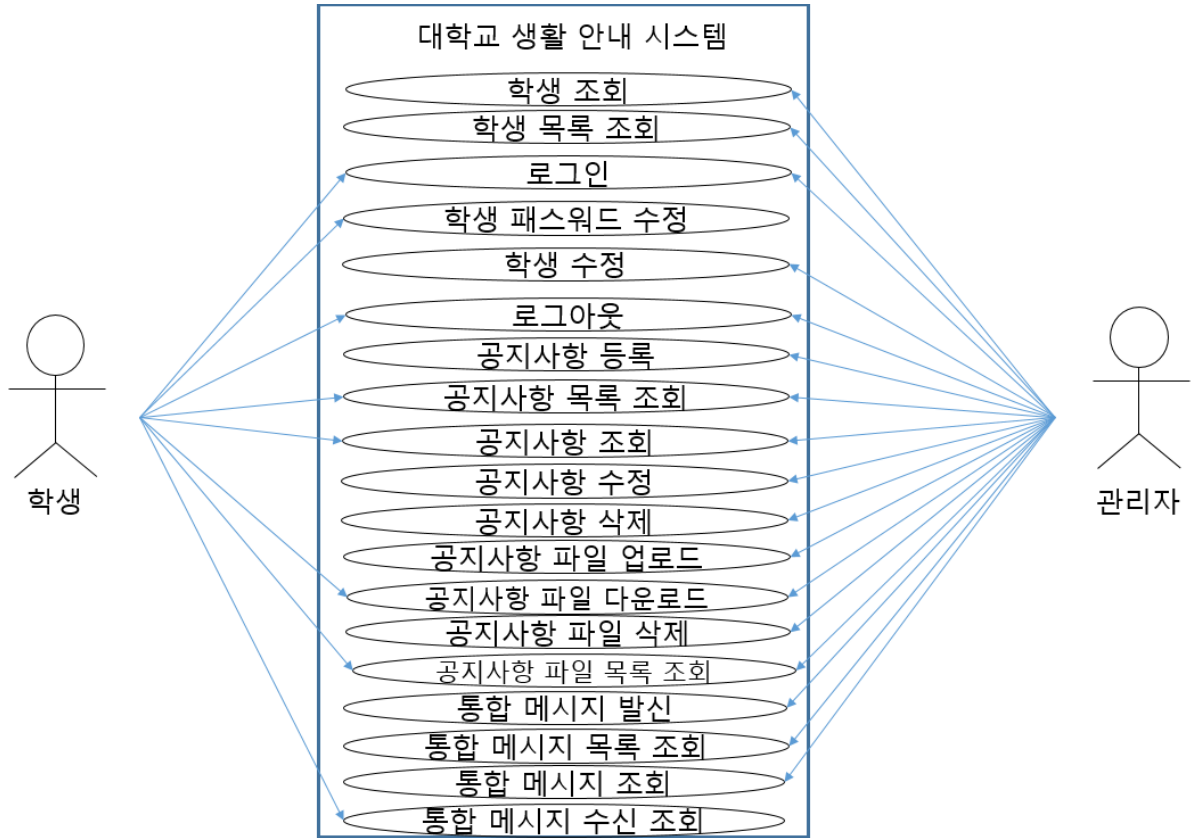 대학교 생활 안내 시스템
학생 조회
학생 목록 조회
로그인
학생 패스워드 수정
학생 수정
로그아웃
공지사항 등록
공지사항 목록 조회
공지사항 조회
공지사항 수정
공지사항 삭제
공지사항 파일 업로드
공지사항 파일 다운로드
공지사항 파일 삭제
공지사항 파일 목록 조회
통합 메시지 발신
통합 메시지 목록 조회
통합 메시지 조회
통합 메시지 수신 조회
학생
관리자